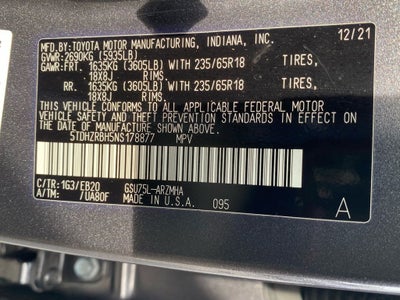 MFD.BY:TOYOTA MOTOR MANUFACTURING, INDIANA, INC. 12/21
GVWR:2690KG (5935LB)
GAWR:FRT. 1635KG (3605LB) WITH 235/65R18 TIRES,
18X8J RIMS.
RR. 1635KG (3605LB) WITH 235/65R18 TIRES,
18X8J RIMS.
THIS VEHICLE CONFORMS TO ALL APPLICABLE FEDERAL MOTOR
VEHICLE SAFETY AND THEFT PREVENTION STANDARDS IN EFFECT
ON THE DATE OF MANUFACTURE SHOWN ABOVE.
5TDHZRBH5NS178877 MPV
C/TR:1G3/EB20 GSU75L-ARZMHA
A/TM: /UA80F MADE IN U.S.A. 095 A